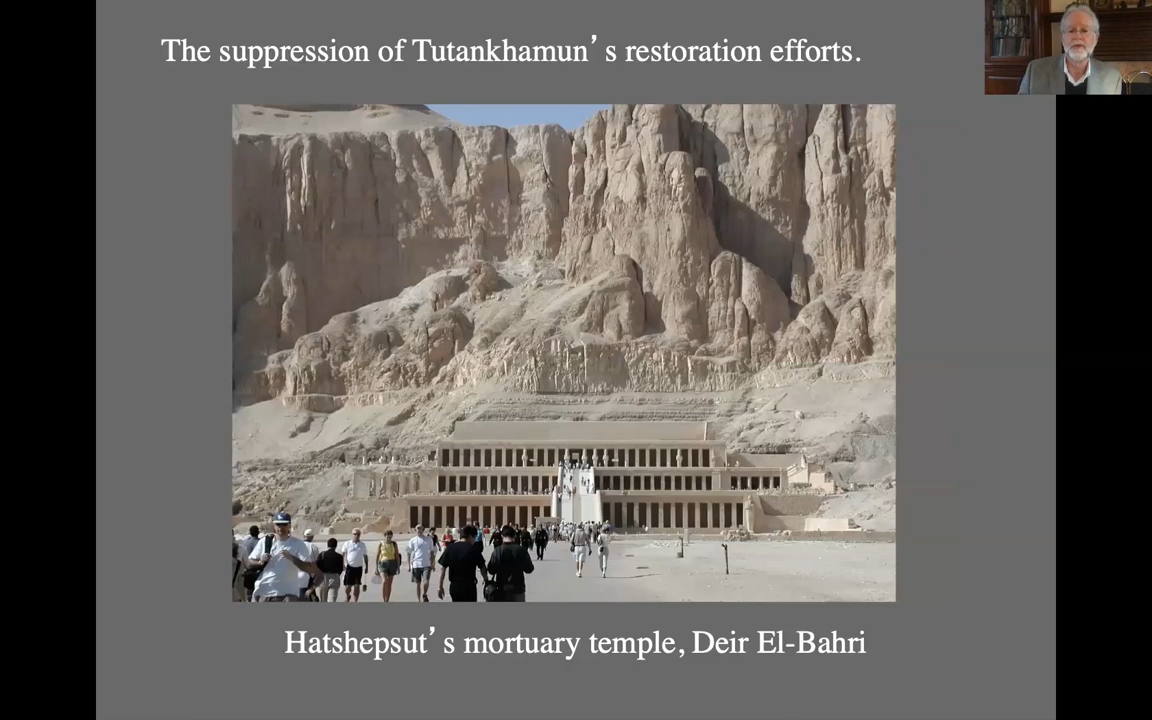 The suppression of Tutankhamun’s restoration efforts.
Hatshepsut’s mortuary temple, Deir El-Bahri